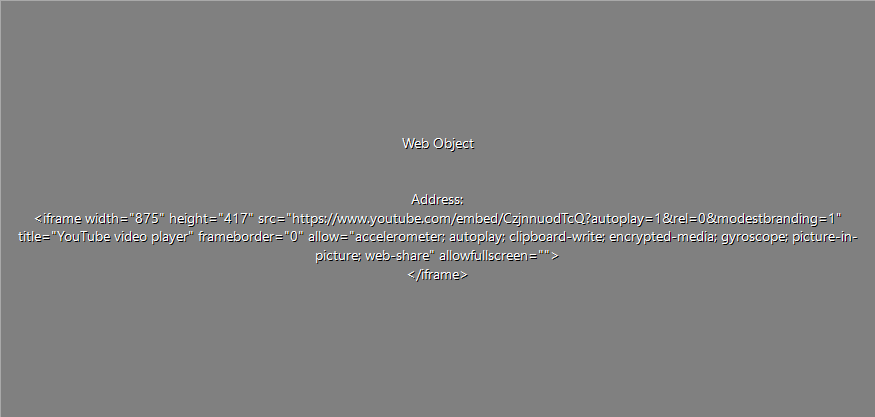 Web Object
Address:
<iframe width="875" height="417" src="https://www.youtube.com/embed/CzjnnuodTcQ?autoplay=1&rel=0&modestbranding=1"
title="YouTube video player" frameborder="0" allow="accelerometer; autoplay; clipboard-write; encrypted-media; gyroscope; picture-in-
picture; web-share" allowfullscreen="">
</iframe>